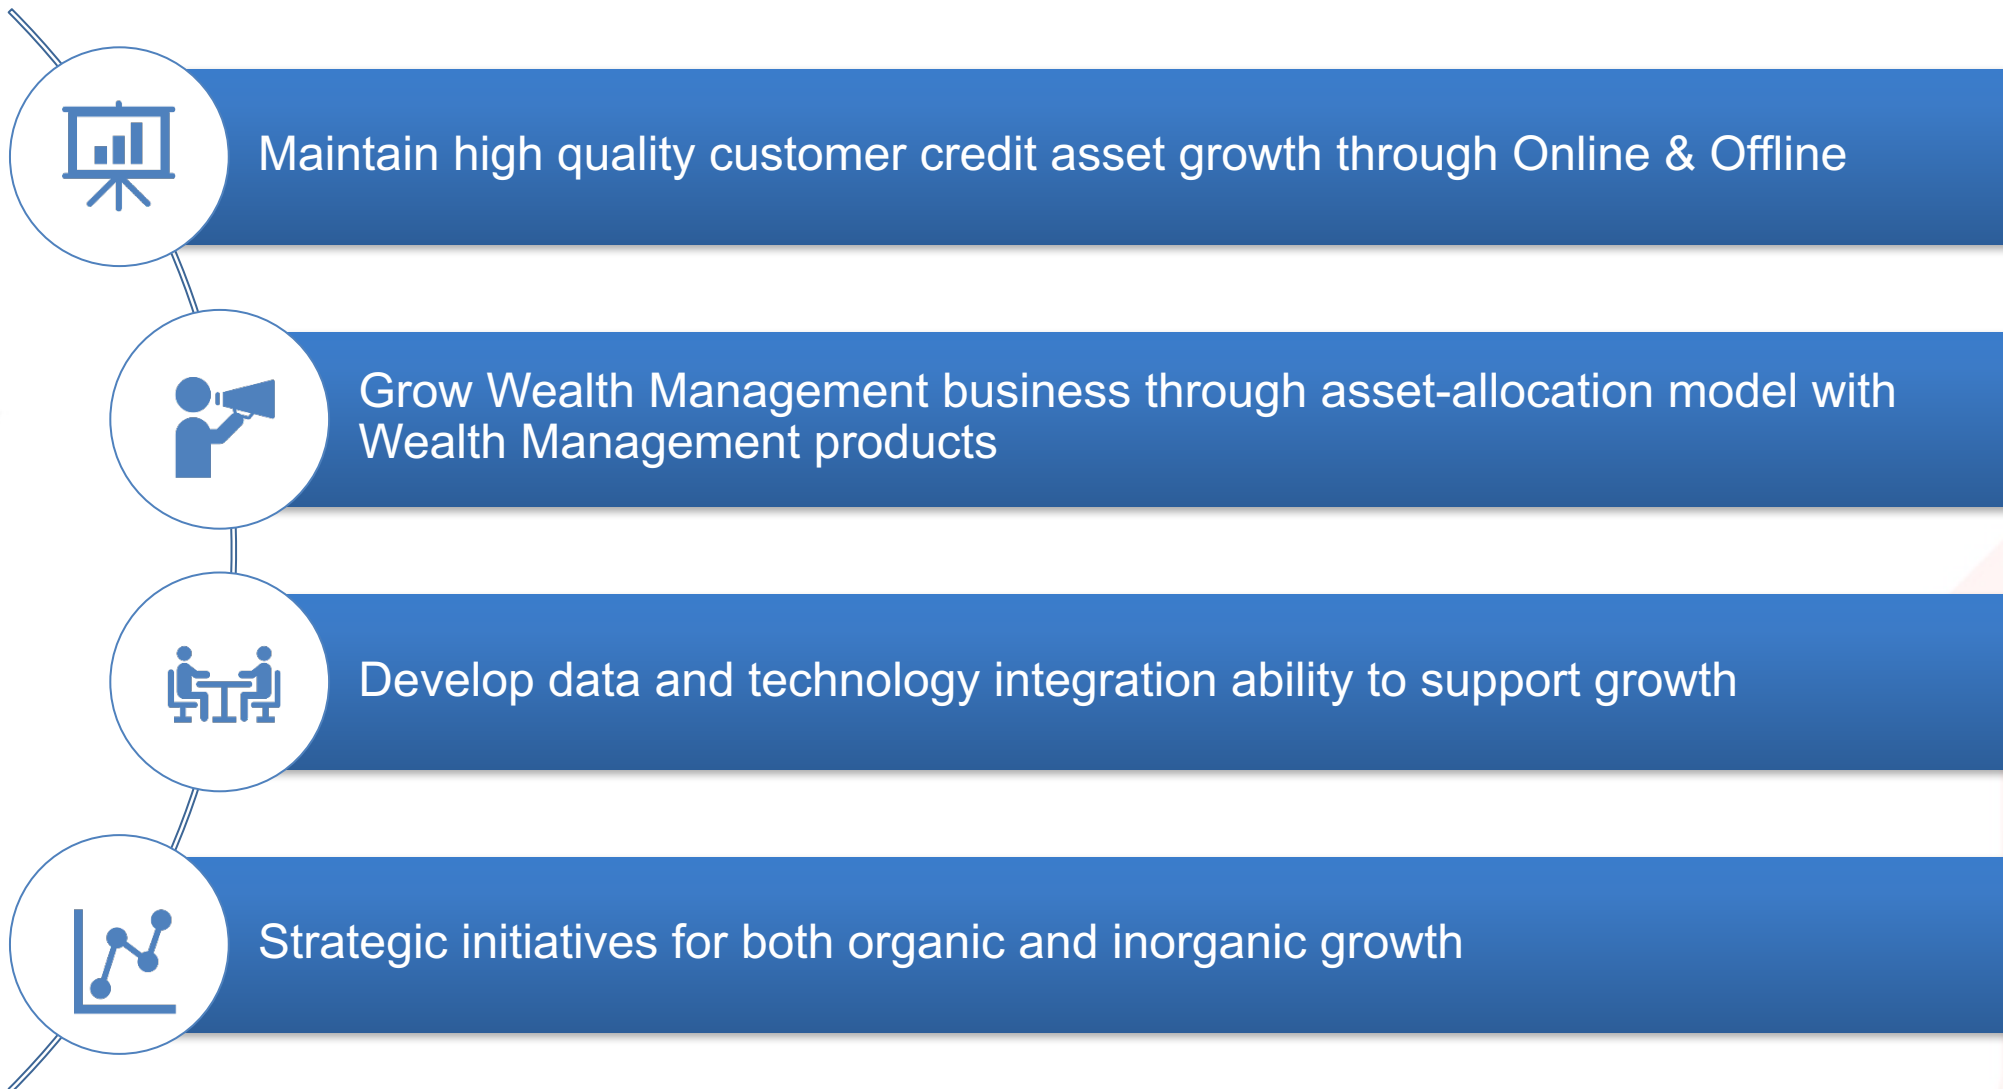 Maintain high quality customer credit asset growth through Online & Offline
Grow Wealth Management business through asset-allocation model with
Wealth Management products
Develop data and technology integration ability to support growth
Strategic initiatives for both organic and inorganic growth